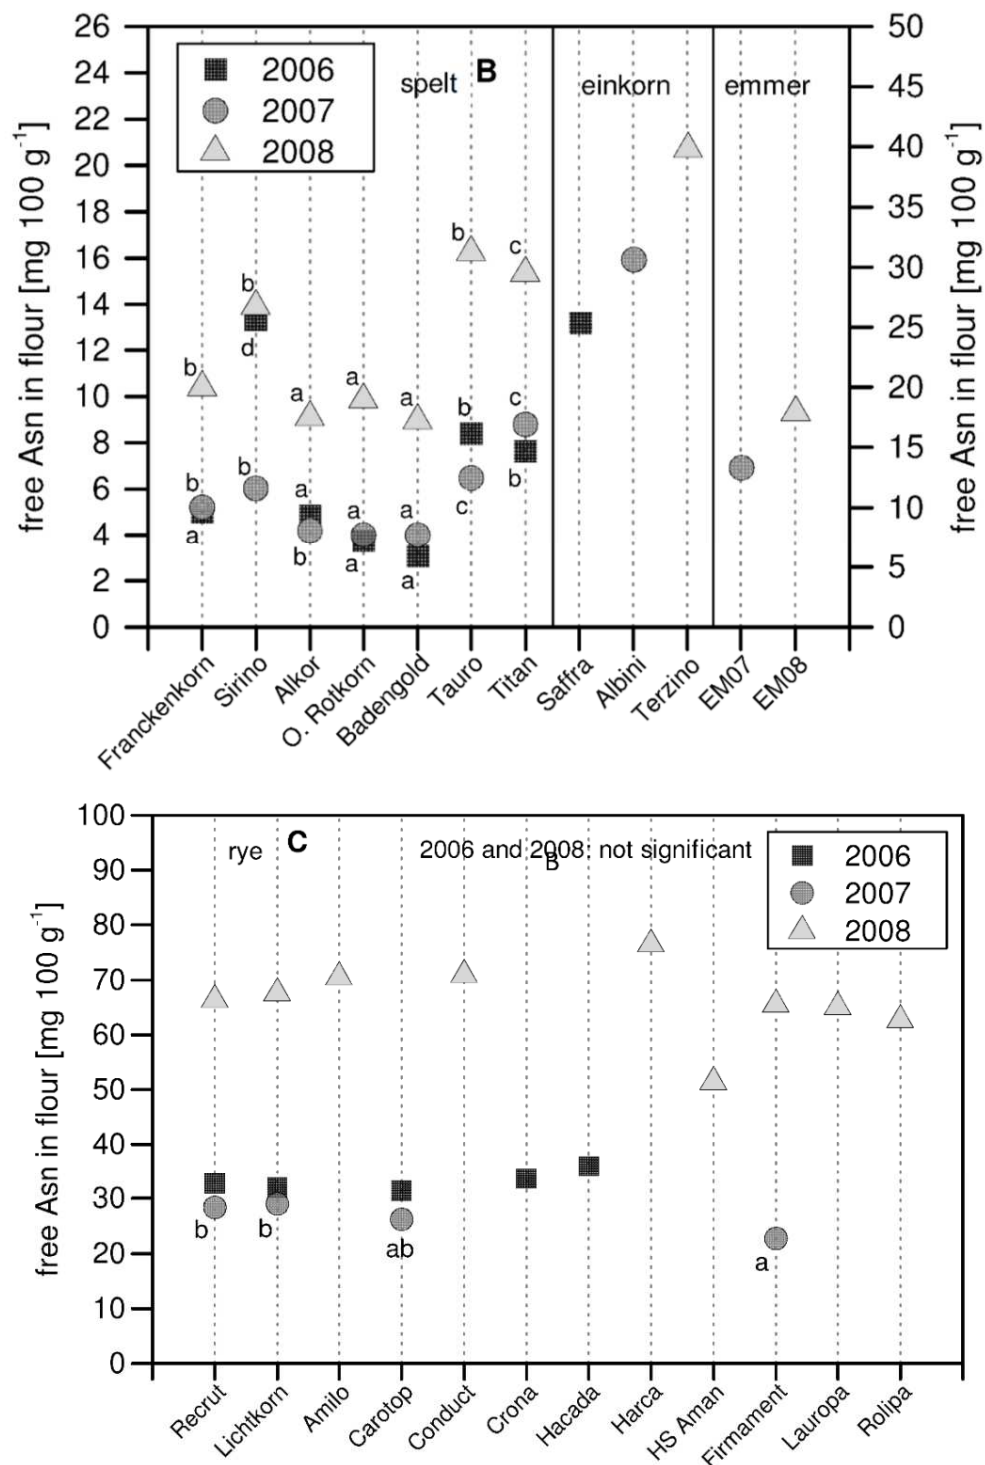 26
24
22
20
18
16
14
12
10
8
6
4
2
0
free Asn in flour [mg 100 g-1]
2006
2007
2008
spelt B einkorn emmer
50
45
40
35
30
25
20
15
10
5
0
free Asn in flour [mg 100 g-1]
b
a
b
b
d
b
a
a
b
a
a
a
a
a
a
b
b
c
c
c
b
Franckenkorn
Sirino
Alkor
O. Rotkorn
Badengold
Tauro
Titan
Saffra
Albini
Terzino
EM07
EM08
100
90
80
70
60
50
40
30
20
10
0
free Asn in flour [mg 100 g-1]
rye C 2006 and 2008: not significant
B
2006
2007
2008
b
b
ab
a
Recrut
Lichtkorn
Amilo
Carotop
Conduct
Crona
Hacada
Harca
HS Aman
Firmament
Lauropa
Rolipa